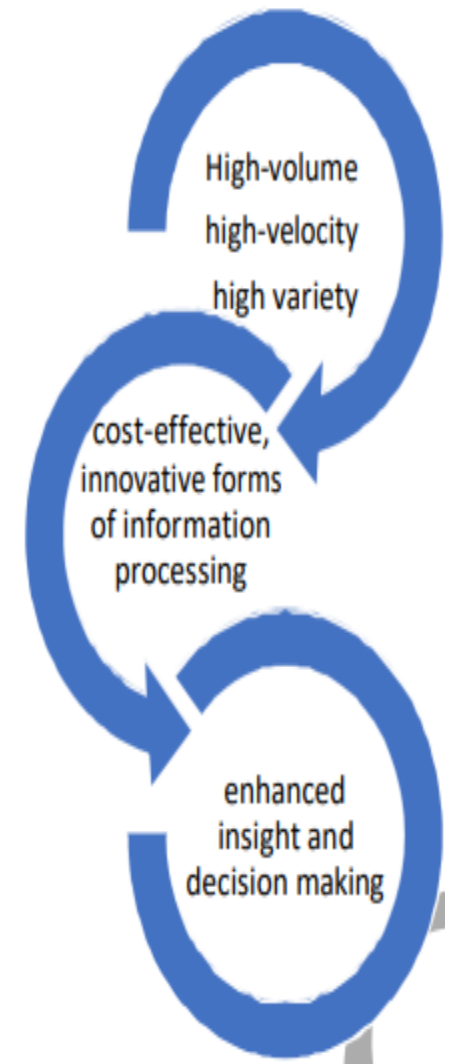 High-volume
high-velocity
high variety
cost-effective,
innovative forms
of information
processing
enhanced
insight and
decision making